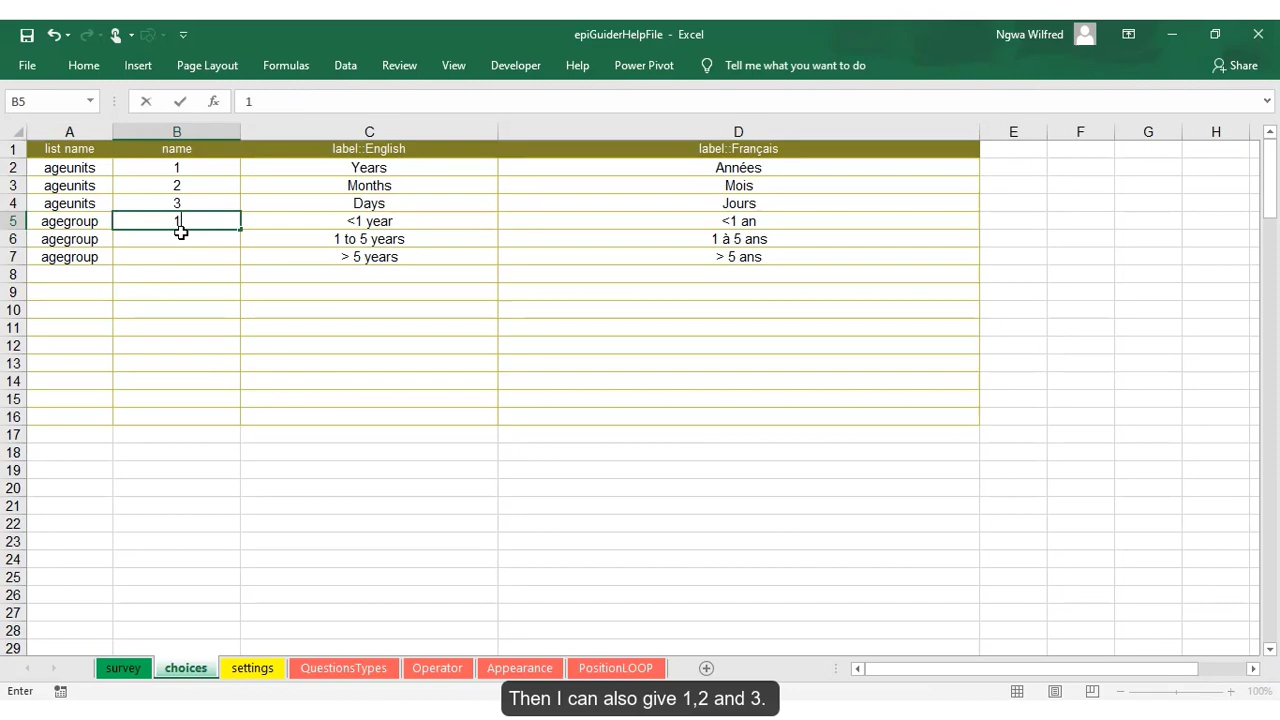 epiGuiderHelpFile - Excel
Ngwa Wilfred
File Home Insert Page Layout Formulas Data Review View Developer Help Power Pivot Tell me what you want to do Share
B5 fx 1
A B C D E F G H
1 list name name label::English label::Français
2 ageunits 1 Years Années
3 ageunits 2 Months Mois
4 ageunits 3 Days Jours
5 agegroup 1 <1 year <1 an
6 agegroup 1 to 5 years 1 à 5 ans
7 agegroup > 5 years > 5 ans
8
9
10
11
12
13
14
15
16
17
18
19
20
21
22
23
24
25
26
27
28
29
survey choices settings QuestionsTypes Operator Appearance PositionLOOP
Enter 100%
Then I can also give 1,2 and 3.